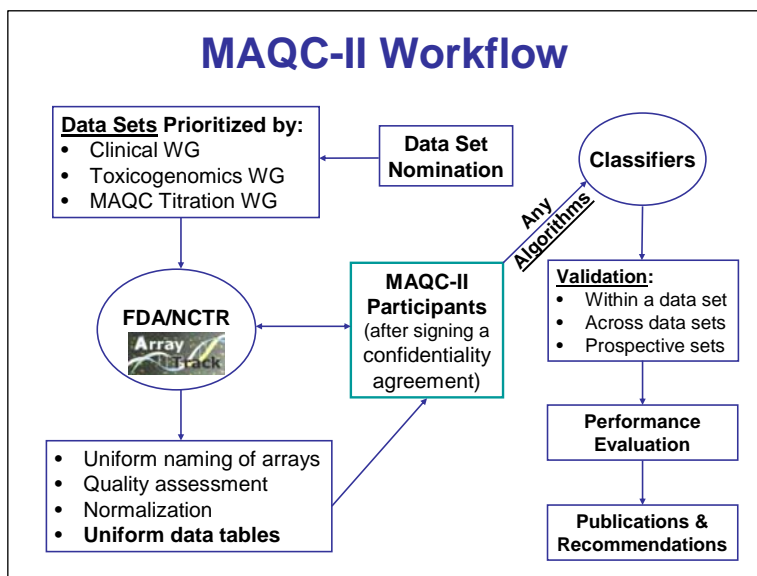 MAQC-II Workflow
Data Sets Prioritized by:
• Clinical WG
• Toxicogenomics WG
• MAQC Titration WG
Data Set
Nomination
Classifiers
Any
Algorithms
FDA/NCTR
Array
Track
MAQC-II
Participants
(after signing a
confidentiality
agreement)
Validation:
• Within a data set
• Across data sets
• Prospective sets
• Uniform naming of arrays
• Quality assessment
• Normalization
• Uniform data tables
Performance
Evaluation
Publications &
Recommendations